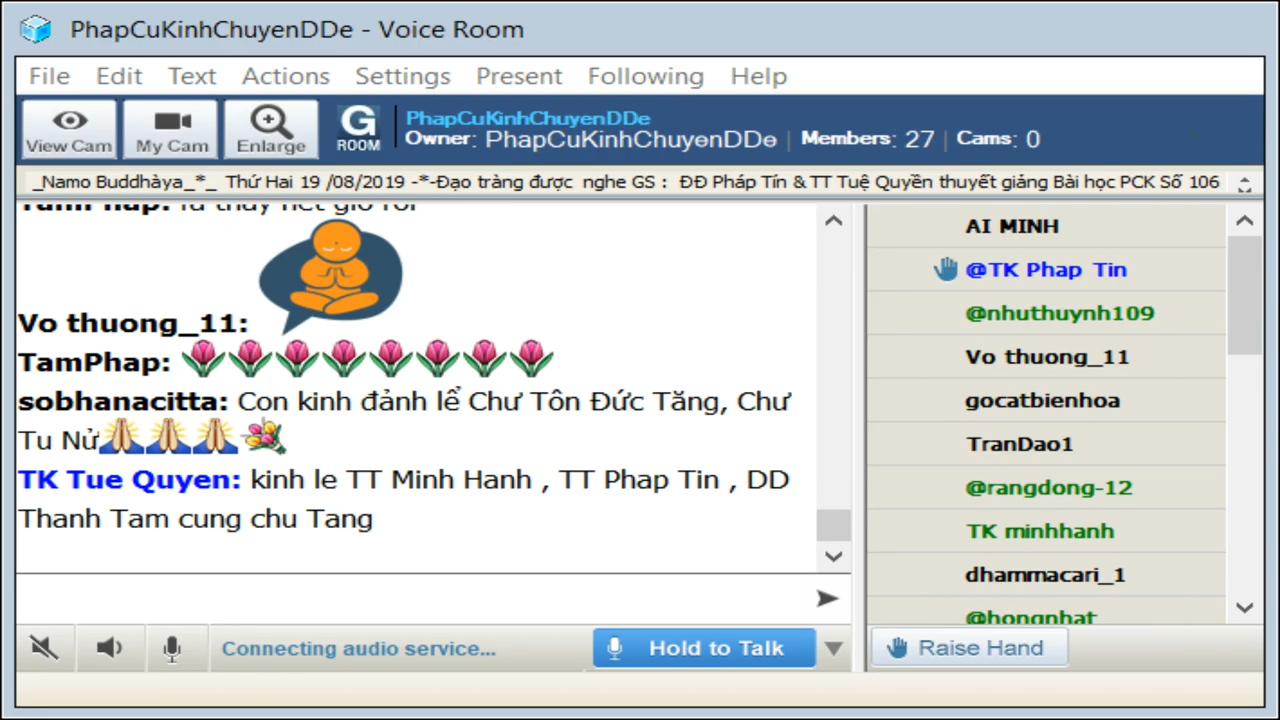 PhapCuKinhChuyenDDe - Voice Room
File Edit Text Actions Settings Present Following Help
View Cam My Cam Enlarge G ROOM
PhapCuKinhChuyenDDe
Owner: PhapCuKinhChuyenDDe | Members: 27 | Cams: 0
_Namo Buddhàya_*_ Thứ Hai 19 /08/2019 -*-Đạo tràng được nghe GS : ĐĐ Pháp Tín & TT Tuệ Quyền thuyết giảng Bài học PCK Số 106
Vo thuong_11:
TamPhap:
sobhanacitta: Con kinh đảnh lể Chư Tôn Đức Tăng, Chư
Tu Nử
TK Tue Quyen: kinh le TT Minh Hanh , TT Phap Tin , DD
Thanh Tam cung chu Tang
AI MINH
@TK Phap Tin
@nhuthuynh109
Vo thuong_11
gocatbienhoa
TranDao1
@rangdong-12
TK minhhanh
dhammacari_1
@hongnhat
Connecting audio service...
Hold to Talk
Raise Hand